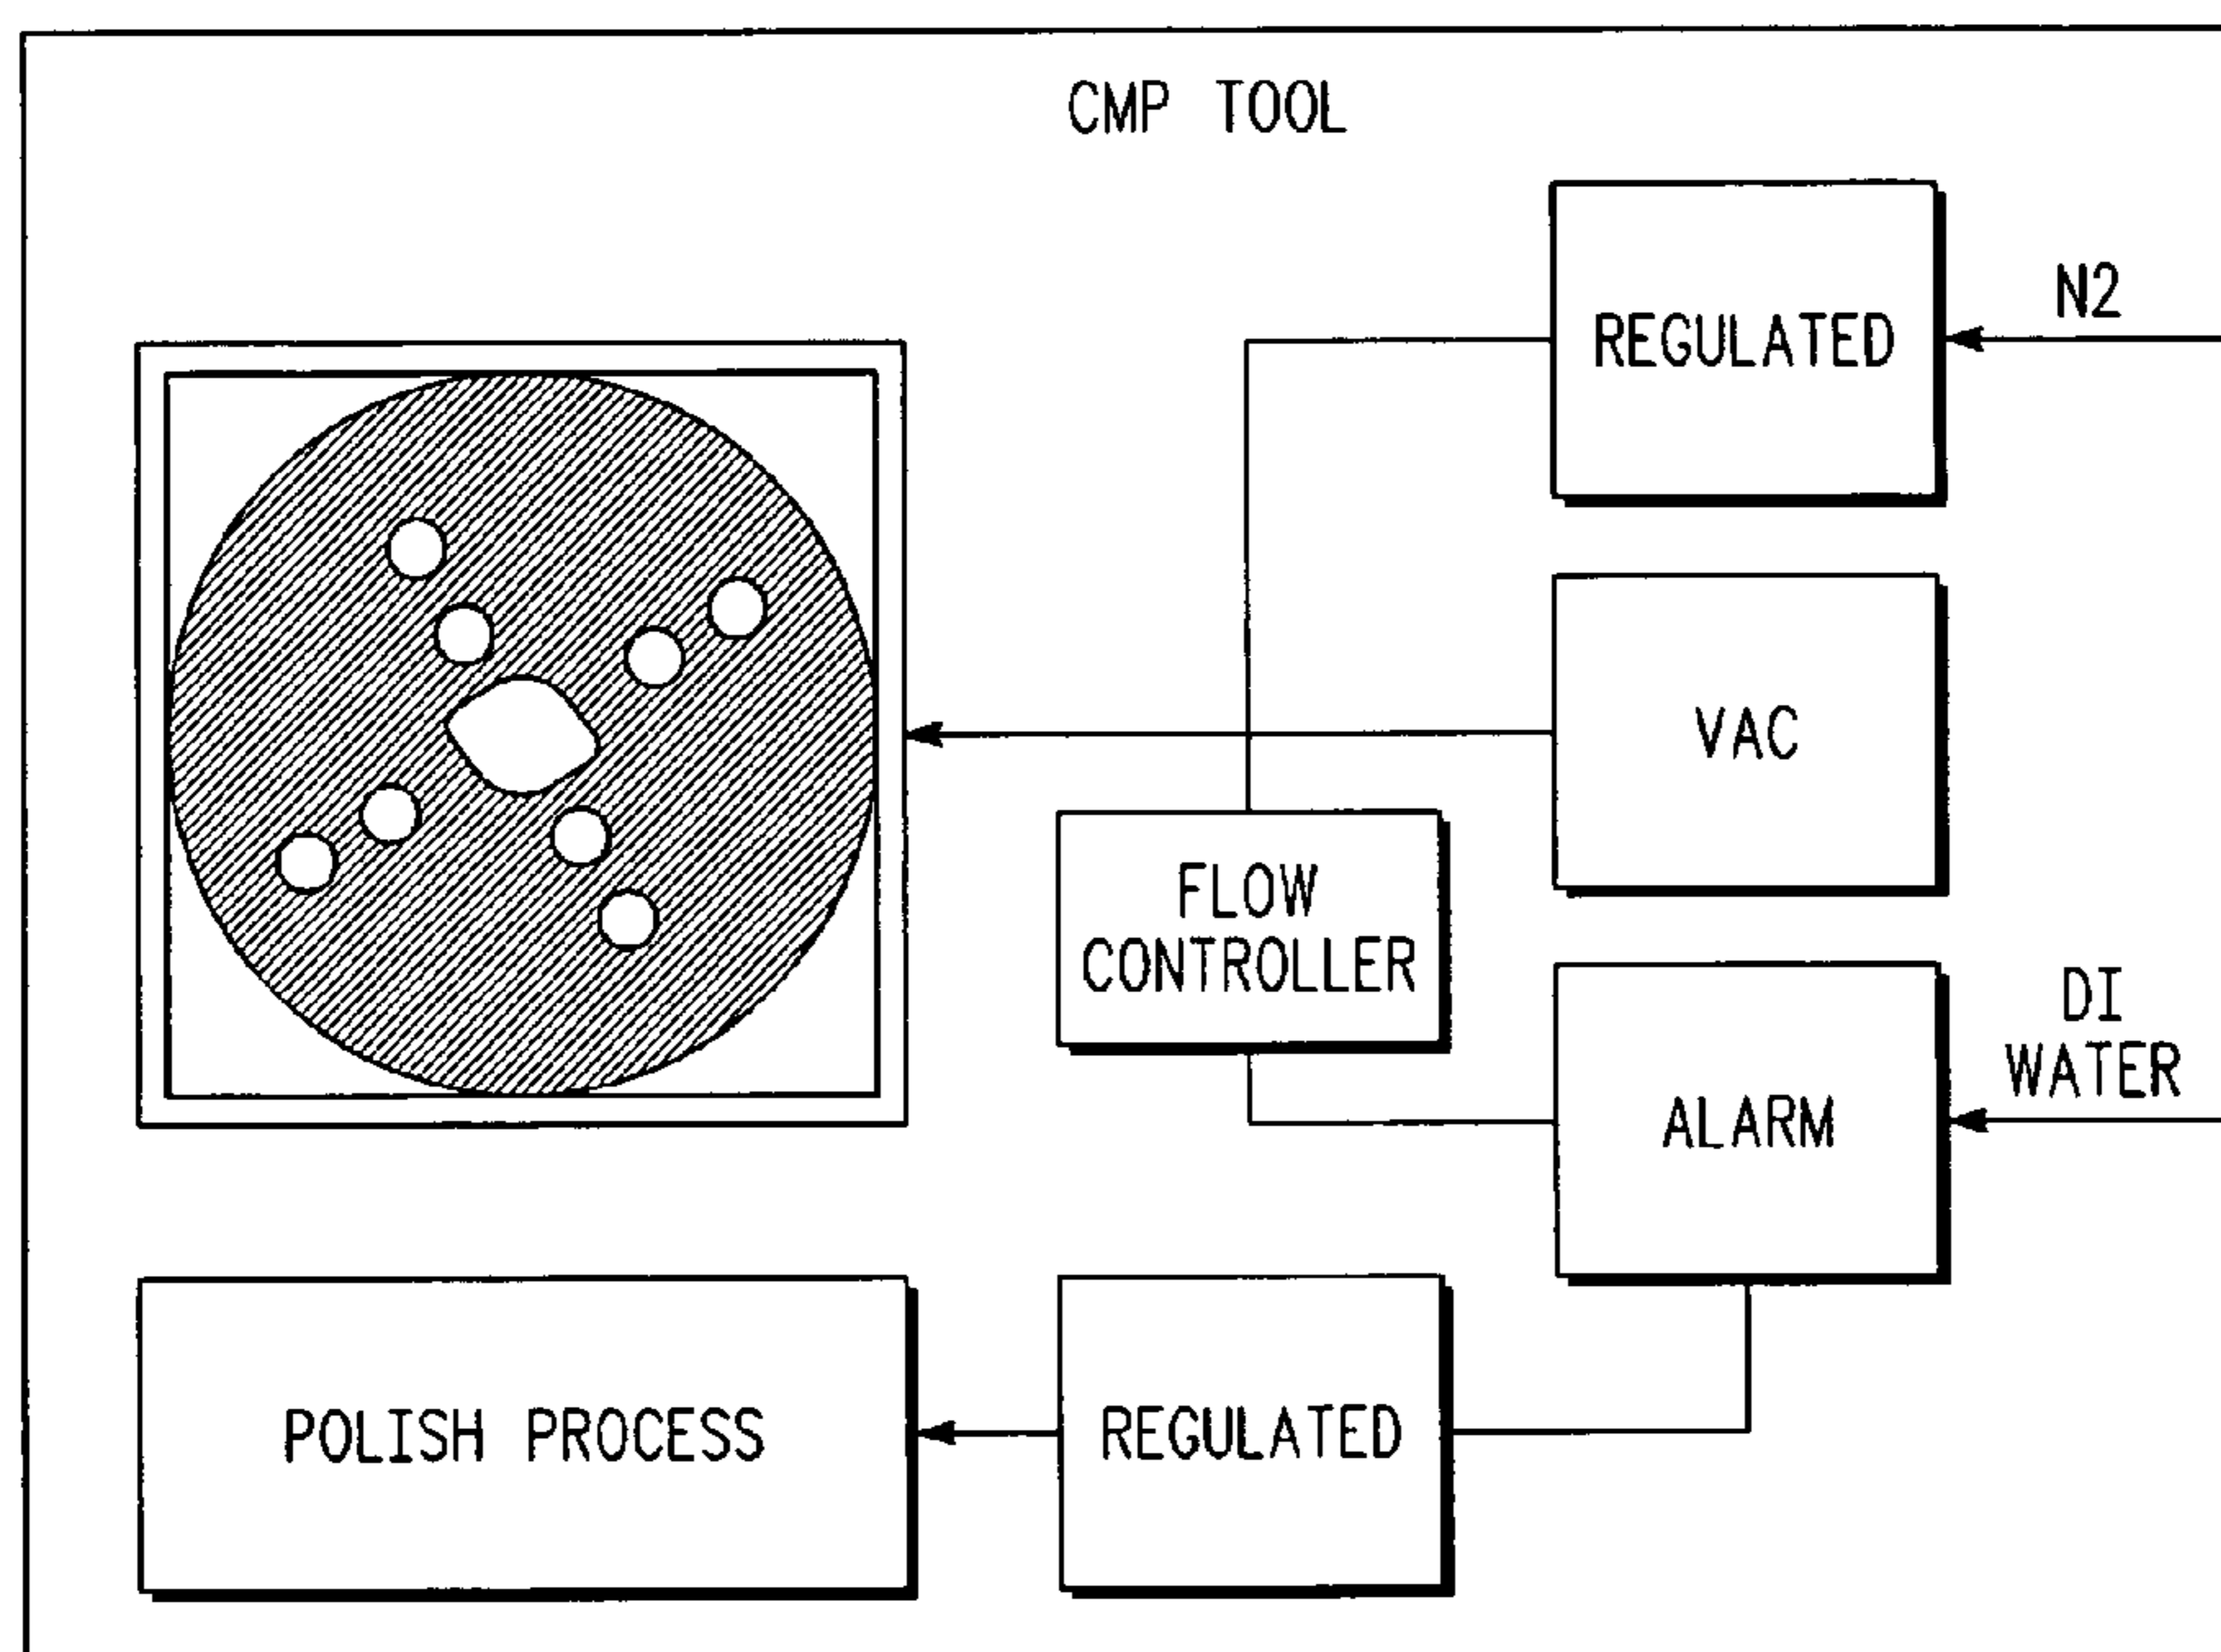 CMP TOOL
N2
REGULATED
VAC
FLOW
CONTROLLER
DI
WATER
ALARM
POLISH PROCESS
REGULATED